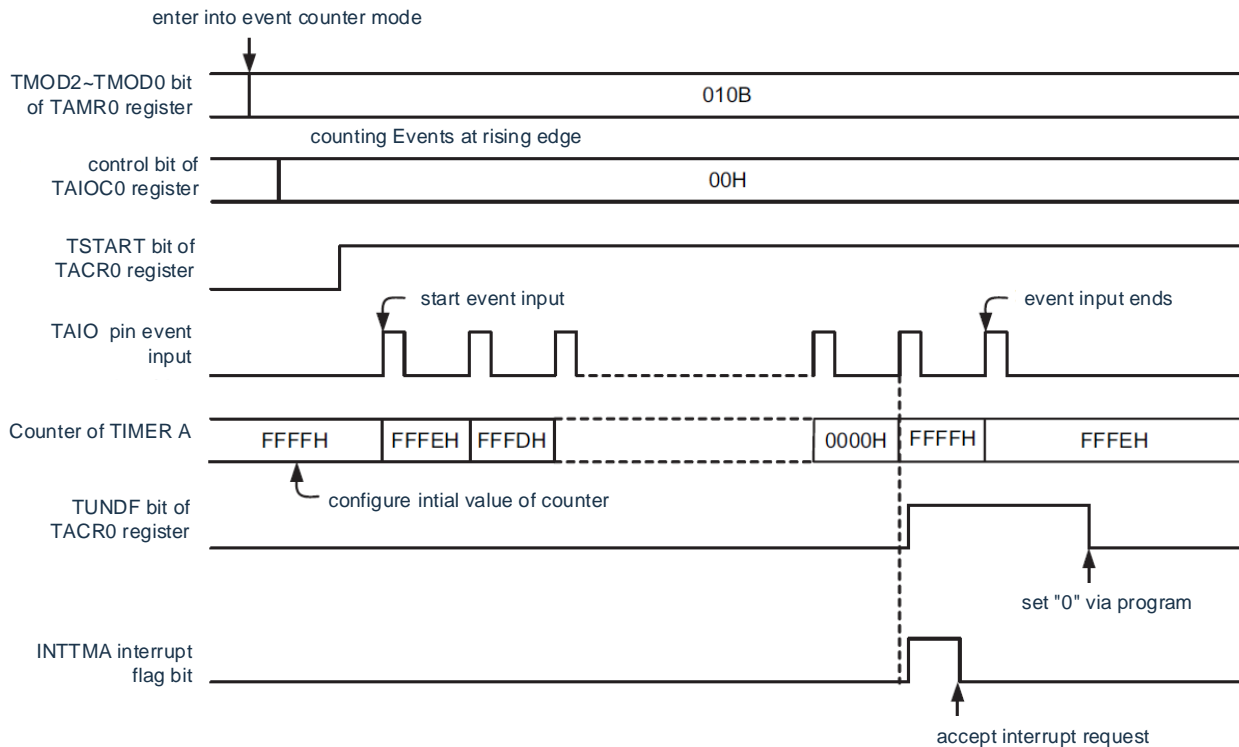 enter into event counter mode
TMOD2~TMOD0 bit
of TAMR0 register
010B
counting Events at rising edge
control bit of
TAIOC0 register
00H
TSTART bit of
TACR0 register
start event input
event input ends
TAIO pin event
input
Counter of TIMER A
FFFFH
FFFEH
FFFDH
0000H
FFFFH
FFFEH
configure intial value of counter
TUNDF bit of
TACR0 register
set "0" via program
INTTMA interrupt
flag bit
accept interrupt request